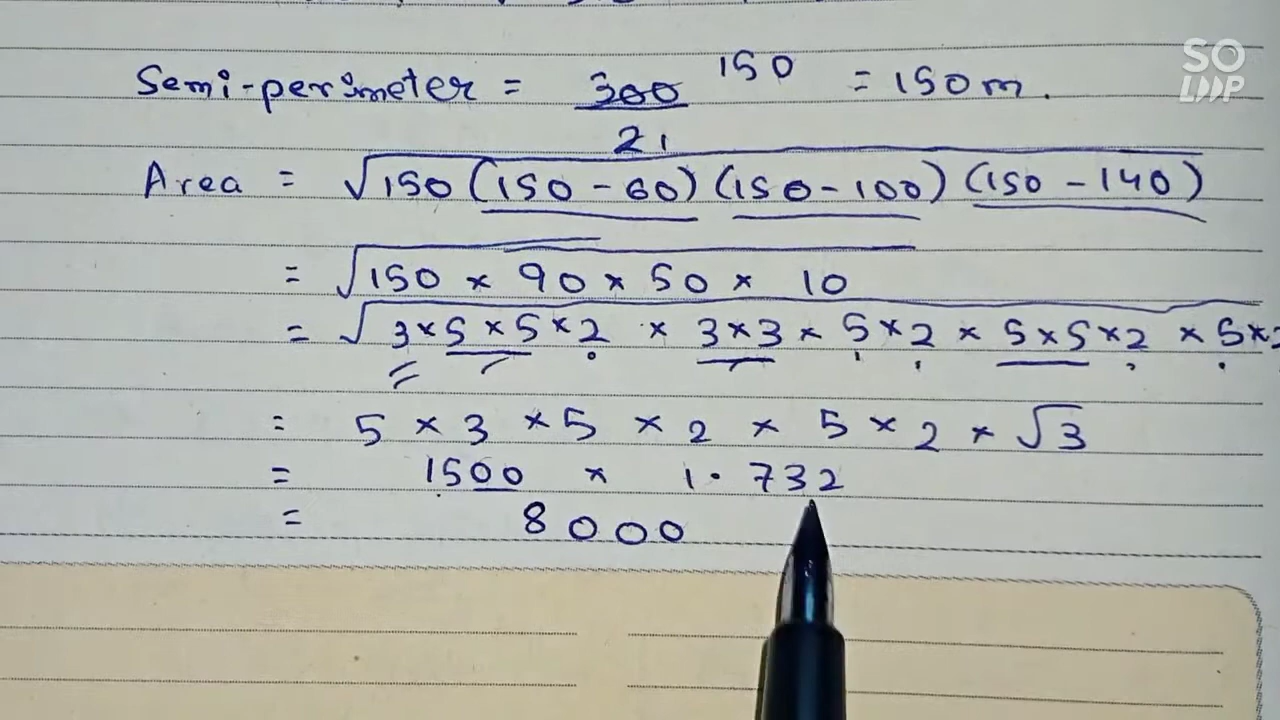 SO LOOP
Semi-perimeter = 300/2 150 = 150 m.
Area = √150 (150 - 60) (150 - 100) (150 - 140)
= √150 × 90 × 50 × 10
= √3 × 5 × 5 × 2 × 3 × 3 × 5 × 2 × 5 × 5 × 2 × 5 ×
= 5 × 3 × 5 × 2 × 5 × 2 × √3
= 1500 × 1.732
= 8000